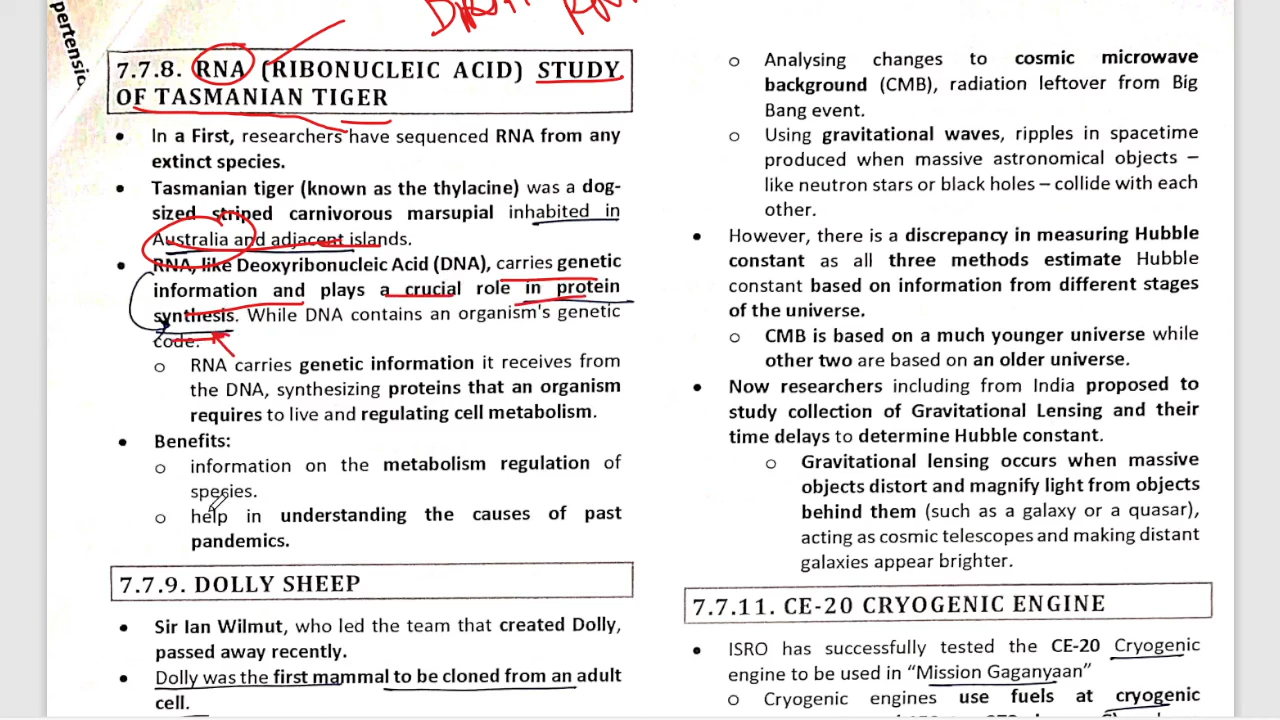 pertensio
7.7.8. RNA (RIBONUCLEIC ACID) STUDY
OF TASMANIAN TIGER
• In a First, researchers have sequenced RNA from any
extinct species.
• Tasmanian tiger (known as the thylacine) was a dog-
sized striped carnivorous marsupial inhabited in
Australia and adjacent islands.
• RNA, like Deoxyribonucleic Acid (DNA), carries genetic
information and plays a crucial role in protein
synthesis. While DNA contains an organism's genetic
code.
o RNA carries genetic information it receives from
the DNA, synthesizing proteins that an organism
requires to live and regulating cell metabolism.
• Benefits:
o information on the metabolism regulation of
species.
o help in understanding the causes of past
pandemics.
7.7.9. DOLLY SHEEP
• Sir Ian Wilmut, who led the team that created Dolly,
passed away recently.
• Dolly was the first mammal to be cloned from an adult
cell.
o Analysing changes to cosmic microwave
background (CMB), radiation leftover from Big
Bang event.
o Using gravitational waves, ripples in spacetime
produced when massive astronomical objects –
like neutron stars or black holes – collide with each
other.
• However, there is a discrepancy in measuring Hubble
constant as all three methods estimate Hubble
constant based on information from different stages
of the universe.
o CMB is based on a much younger universe while
other two are based on an older universe.
• Now researchers including from India proposed to
study collection of Gravitational Lensing and their
time delays to determine Hubble constant.
o Gravitational lensing occurs when massive
objects distort and magnify light from objects
behind them (such as a galaxy or a quasar),
acting as cosmic telescopes and making distant
galaxies appear brighter.
7.7.11. CE-20 CRYOGENIC ENGINE
• ISRO has successfully tested the CE-20 Cryogenic
engine to be used in “Mission Gaganyaan”
o Cryogenic engines use fuels at cryogenic